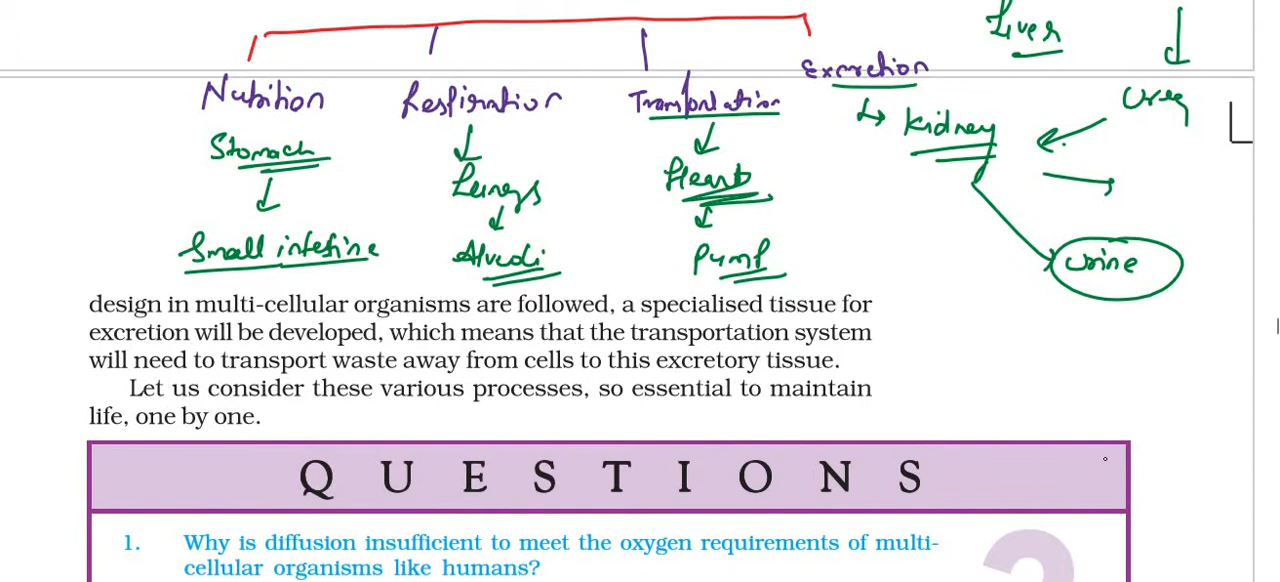 Liver
Excretion
Nutrition Respiration Transportation
Urea
Kidney
Stomach
Lungs Heart
Small intestine Alveoli Pump Urine
design in multi-cellular organisms are followed, a specialised tissue for
excretion will be developed, which means that the transportation system
will need to transport waste away from cells to this excretory tissue.
Let us consider these various processes, so essential to maintain
life, one by one.
QUESTIONS
1. Why is diffusion insufficient to meet the oxygen requirements of multi-
cellular organisms like humans?
?